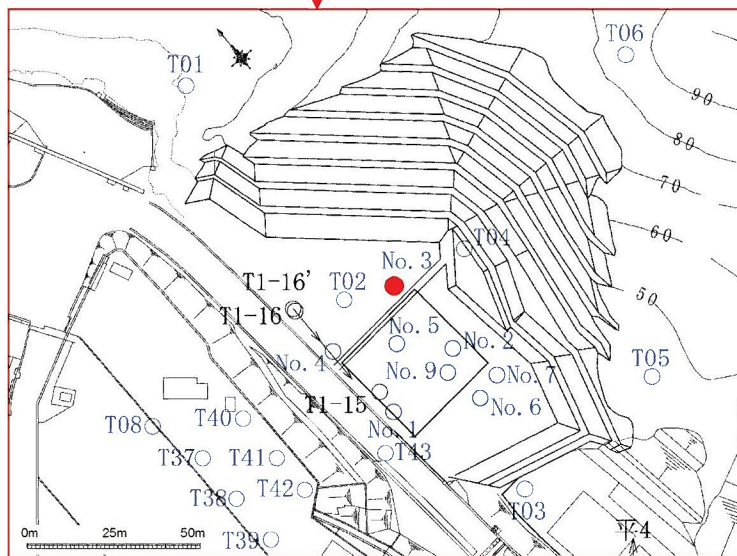 T06
T01
90
80
70
60
50
T04
No.3
T02
T1-16'
T1-16
No.5
No.2
No.4
No.9
No.7
T05
No.6
T1-15
No.1
T40
T08
T43
T37
T41
T42
T38
T03
平4
T39
0m 25m 50m